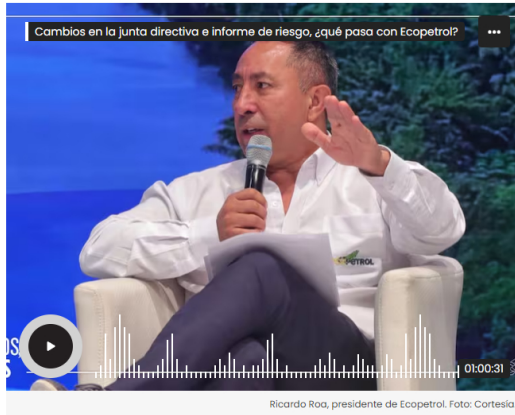 Cambios en la junta directiva e informe de riesgo, ¿qué pasa con Ecopetrol?
PETROL
01:00:31
Ricardo Roa, presidente de Ecopetrol. Foto: Cortesía